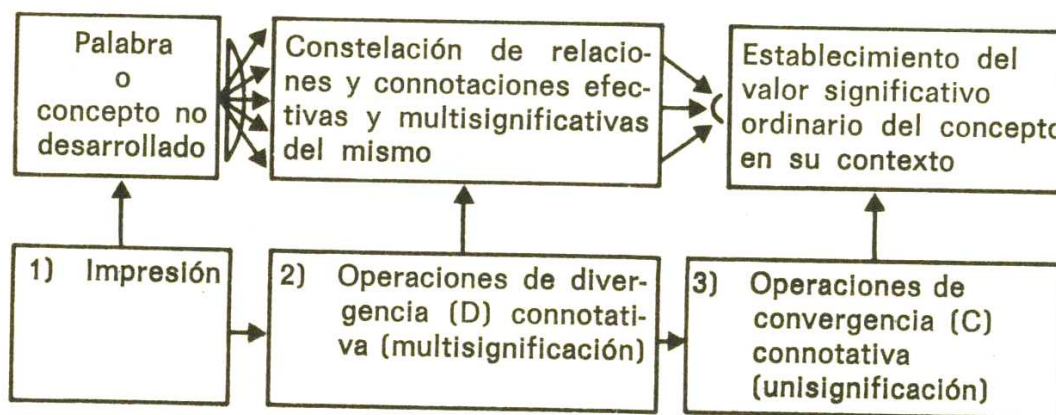 Palabra
o
concepto no
desarrollado
Constelación de relacio-
nes y connotaciones efec-
tivas y multisignificativas
del mismo
Establecimiento del
valor significativo
ordinario del concepto
en su contexto
1) Impresión
2) Operaciones de diver-
gencia (D) connotati-
va (multisignificación)
3) Operaciones de
convergencia (C)
connotativa
(unisignificación)